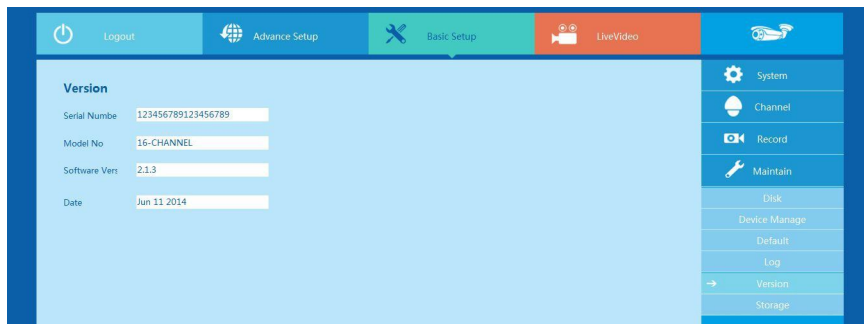 Logout
Advance Setup
Basic Setup
LiveVideo
Version
Serial Numbe 123456789123456789
Model No 16-CHANNEL
Software Vers 2.1.3
Date Jun 11 2014
System
Channel
Record
Maintain
Disk
Device Manage
Default
Log
Version
Storage